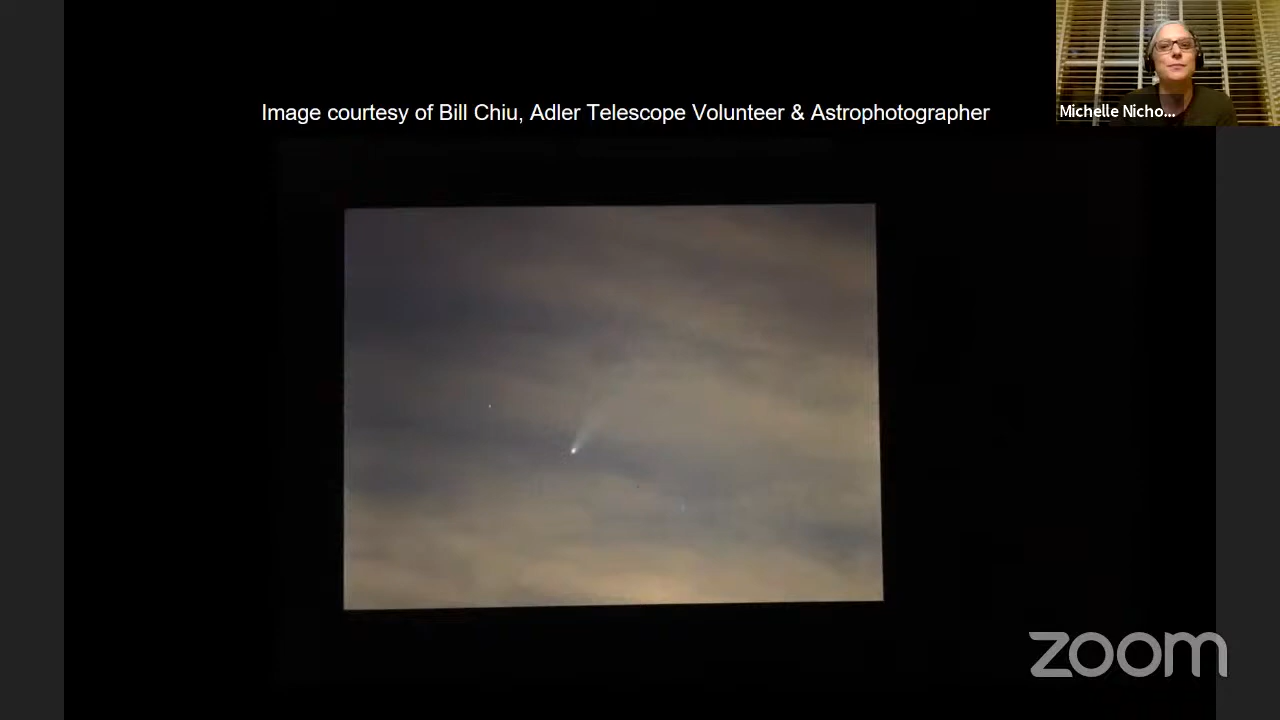 Image courtesy of Bill Chiu, Adler Telescope Volunteer & Astrophotographer
Michelle Nicho...
zoom